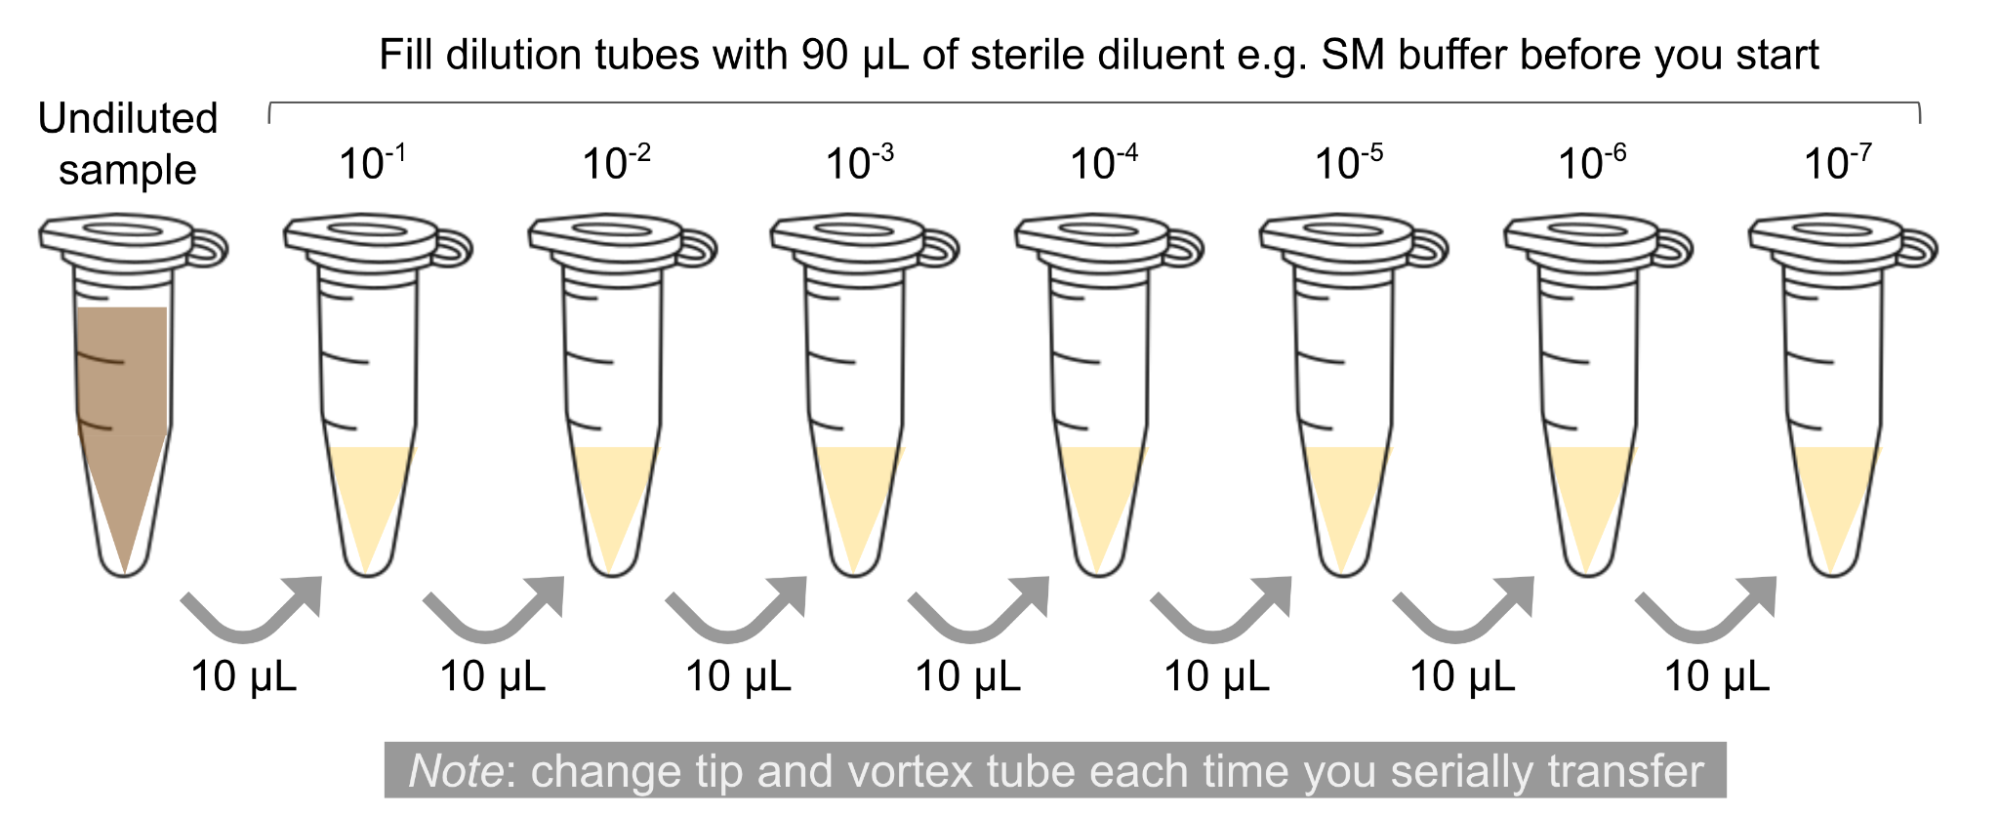 Fill dilution tubes with 90 µL of sterile diluent e.g. SM buffer before you start
Undiluted
sample
10⁻¹
10⁻²
10⁻³
10⁻⁴
10⁻⁵
10⁻⁶
10⁻⁷
10 µL
10 µL
10 µL
10 µL
10 µL
10 µL
10 µL
Note: change tip and vortex tube each time you serially transfer